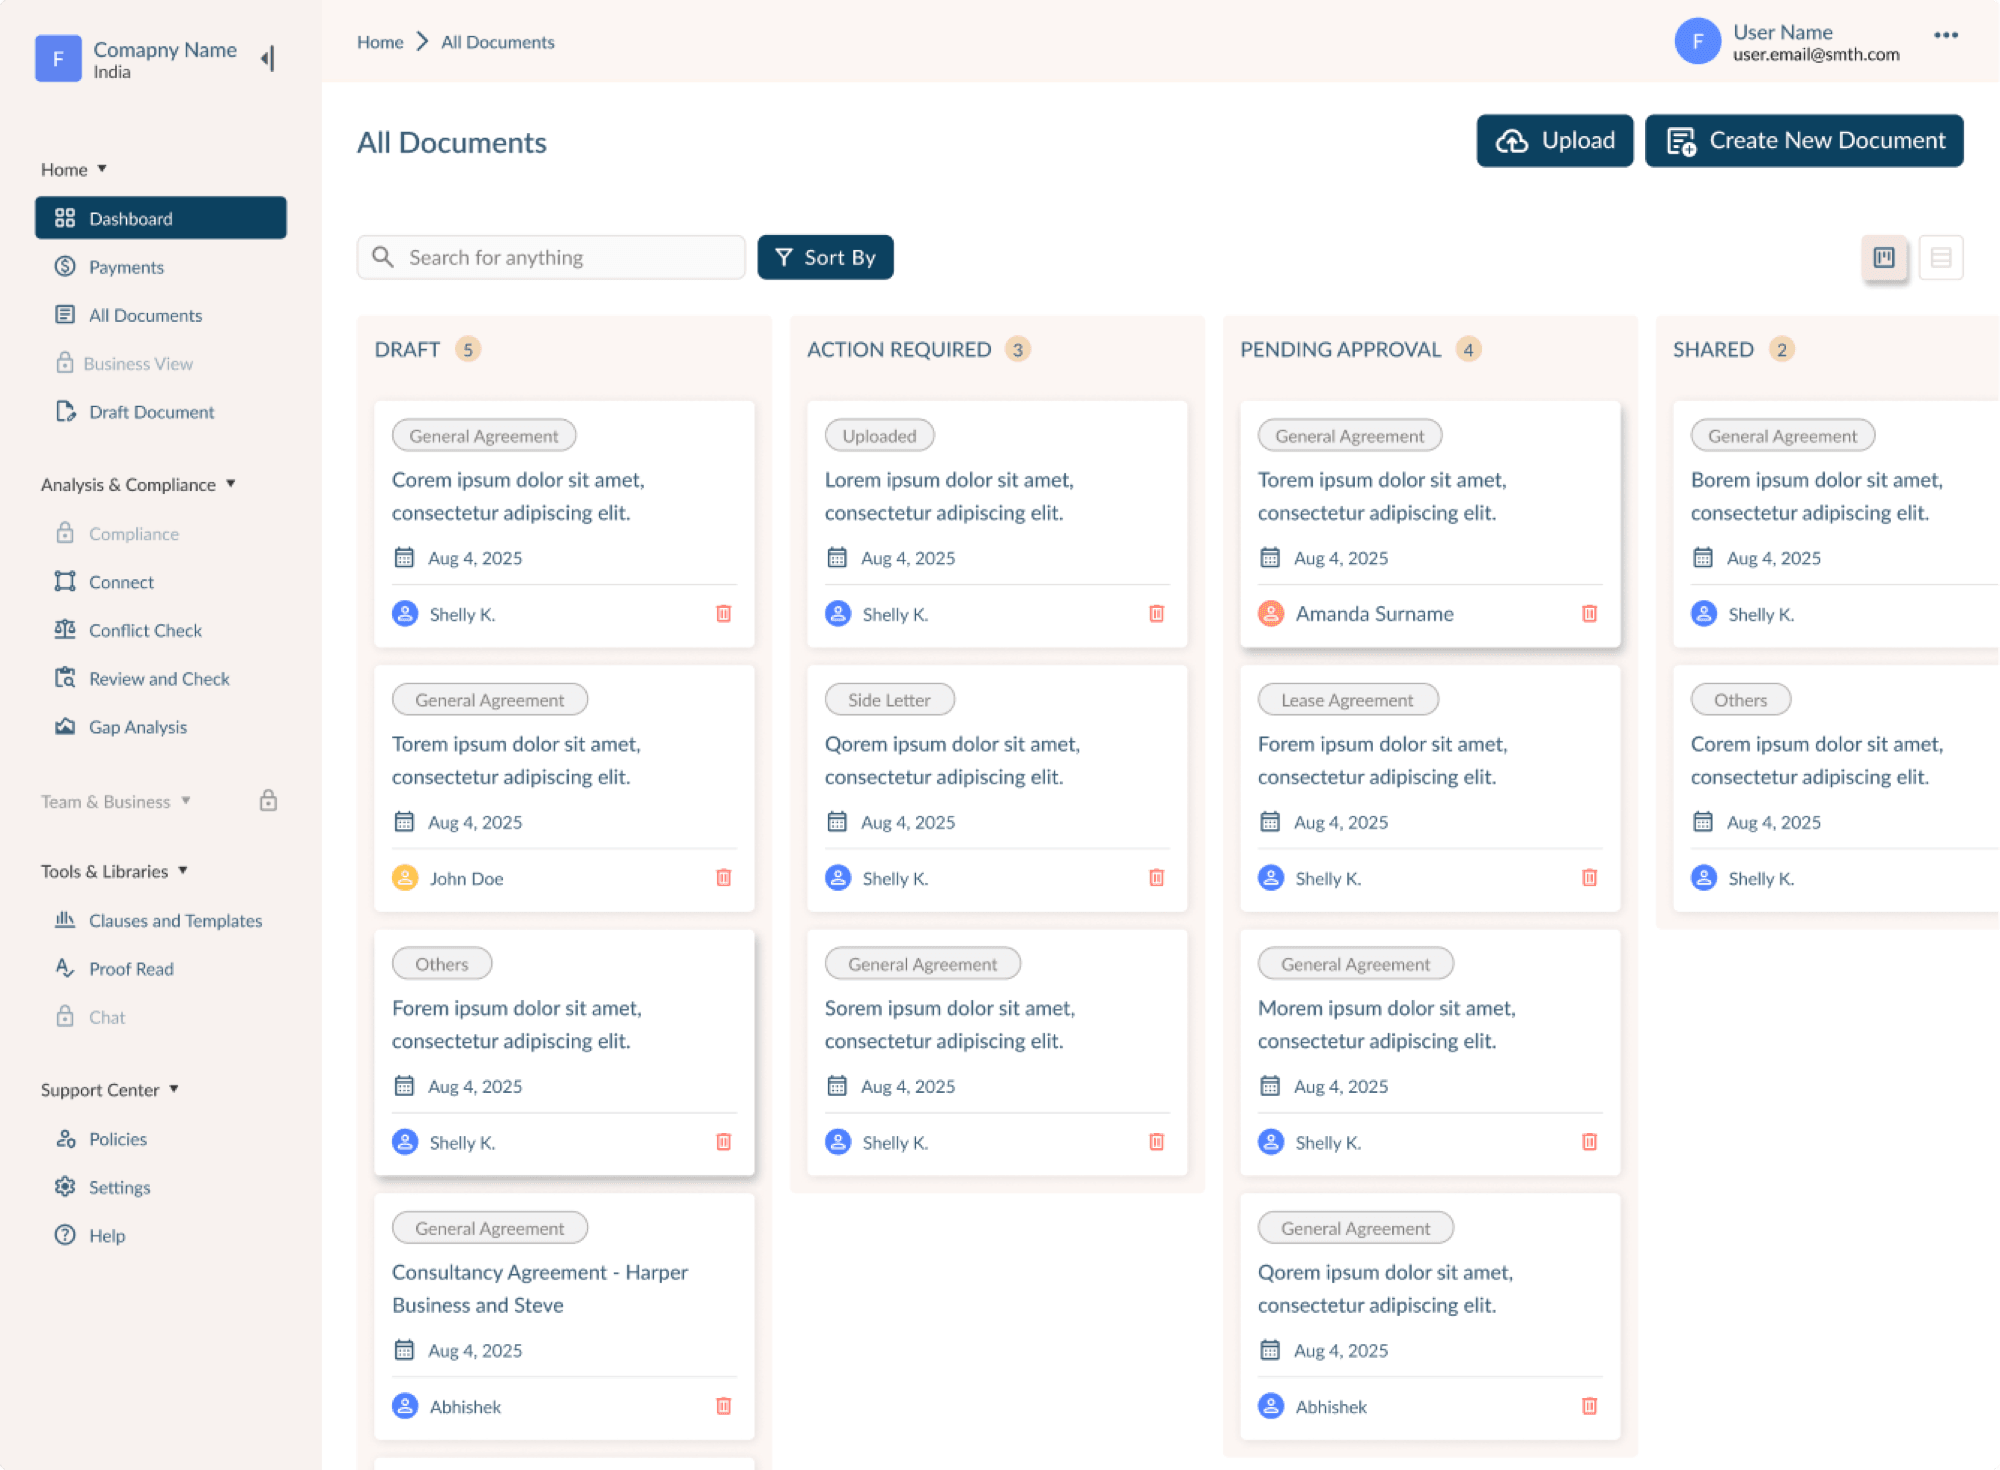 F
Comapny Name
India
Home
Dashboard
Payments
All Documents
Business View
Draft Document
Analysis & Compliance
Compliance
Connect
Conflict Check
Review and Check
Gap Analysis
Team & Business
Tools & Libraries
Clauses and Templates
Proof Read
Chat
Support Center
Policies
Settings
Help
Home > All Documents
F
User Name
user.email@smth.com
All Documents
Upload
Create New Document
Search for anything
Sort By
DRAFT 5
General Agreement
Corem ipsum dolor sit amet,
consectetur adipiscing elit.
Aug 4, 2025
Shelly K.
General Agreement
Torem ipsum dolor sit amet,
consectetur adipiscing elit.
Aug 4, 2025
John Doe
Others
Forem ipsum dolor sit amet,
consectetur adipiscing elit.
Aug 4, 2025
Shelly K.
General Agreement
Consultancy Agreement - Harper
Business and Steve
Aug 4, 2025
Abhishek
ACTION REQUIRED 3
Uploaded
Lorem ipsum dolor sit amet,
consectetur adipiscing elit.
Aug 4, 2025
Shelly K.
Side Letter
Qorem ipsum dolor sit amet,
consectetur adipiscing elit.
Aug 4, 2025
Shelly K.
General Agreement
Sorem ipsum dolor sit amet,
consectetur adipiscing elit.
Aug 4, 2025
Shelly K.
PENDING APPROVAL 4
General Agreement
Torem ipsum dolor sit amet,
consectetur adipiscing elit.
Aug 4, 2025
Amanda Surname
Lease Agreement
Forem ipsum dolor sit amet,
consectetur adipiscing elit.
Aug 4, 2025
Shelly K.
General Agreement
Morem ipsum dolor sit amet,
consectetur adipiscing elit.
Aug 4, 2025
Shelly K.
General Agreement
Qorem ipsum dolor sit amet,
consectetur adipiscing elit.
Aug 4, 2025
Abhishek
SHARED 2
General Agreement
Borem ipsum dolor sit amet,
consectetur adipiscing elit.
Aug 4, 2025
Shelly K.
Others
Corem ipsum dolor sit amet,
consectetur adipiscing elit.
Aug 4, 2025
Shelly K.